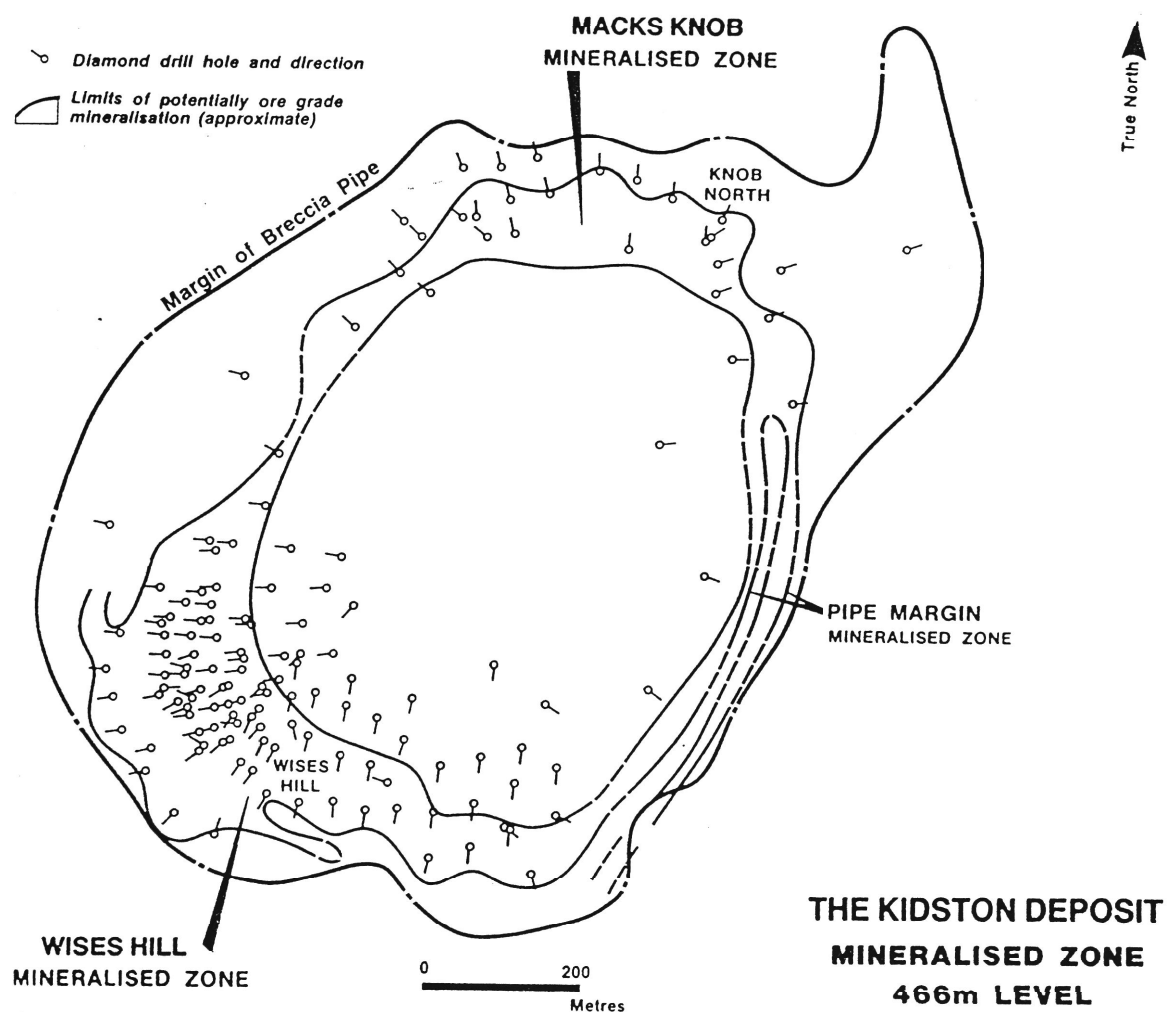 MACKS KNOB
MINERALISED ZONE
Diamond drill hole and direction
Limits of potentially ore grade
mineralisation (approximate)
True North
Margin of Breccia Pipe
KNOB
NORTH
PIPE MARGIN
MINERALISED ZONE
WISES
HILL
WISES HILL
MINERALISED ZONE
0 200
Metres
THE KIDSTON DEPOSIT
MINERALISED ZONE
466m LEVEL